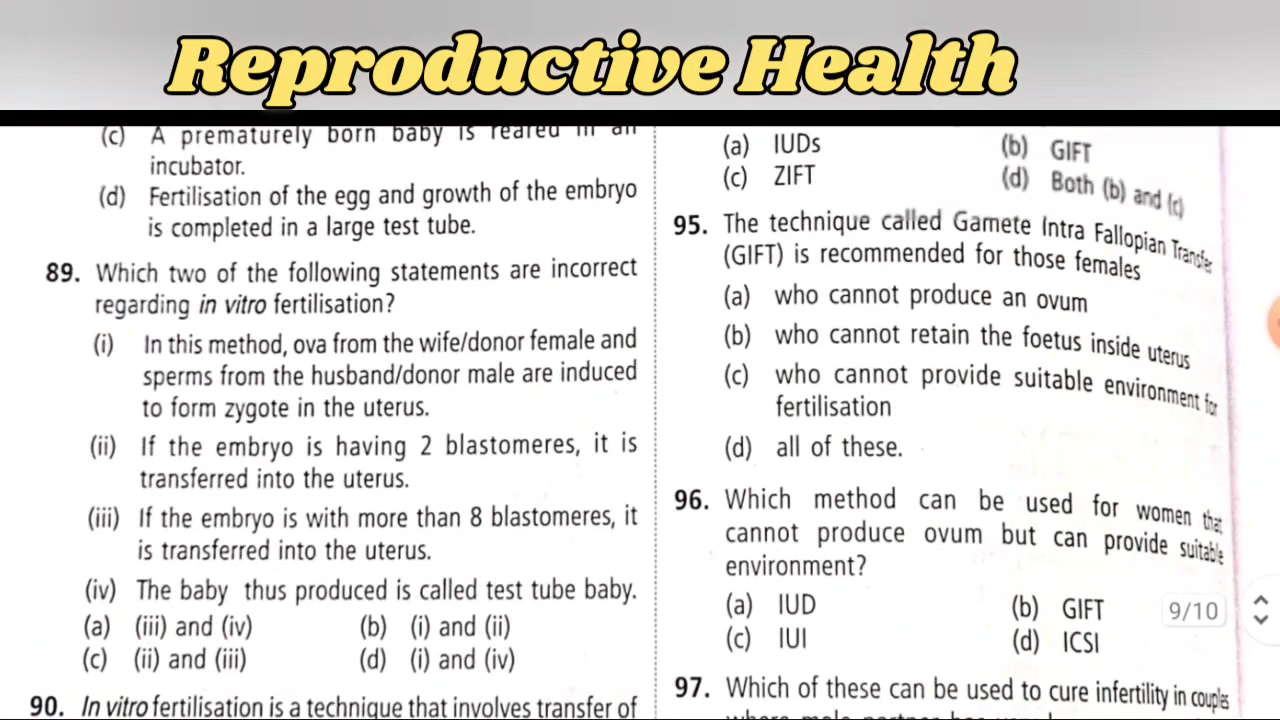 Reproductive Health
(c) A prematurely born baby is reared in an
incubator.
(d) Fertilisation of the egg and growth of the embryo
is completed in a large test tube.
89. Which two of the following statements are incorrect
regarding in vitro fertilisation?
(i) In this method, ova from the wife/donor female and
sperms from the husband/donor male are induced
to form zygote in the uterus.
(ii) If the embryo is having 2 blastomeres, it is
transferred into the uterus.
(iii) If the embryo is with more than 8 blastomeres, it
is transferred into the uterus.
(iv) The baby thus produced is called test tube baby.
(a) (iii) and (iv) (b) (i) and (ii)
(c) (ii) and (iii) (d) (i) and (iv)
90. In vitro fertilisation is a technique that involves transfer of
(a) IUDs (b) GIFT
(c) ZIFT (d) Both (b) and (c)
95. The technique called Gamete Intra Fallopian Transfer
(GIFT) is recommended for those females
(a) who cannot produce an ovum
(b) who cannot retain the foetus inside uterus
(c) who cannot provide suitable environment for
fertilisation
(d) all of these.
96. Which method can be used for women that
cannot produce ovum but can provide suitable
environment?
(a) IUD (b) GIFT
(c) IUI (d) ICSI
9/10
97. Which of these can be used to cure infertility in couples